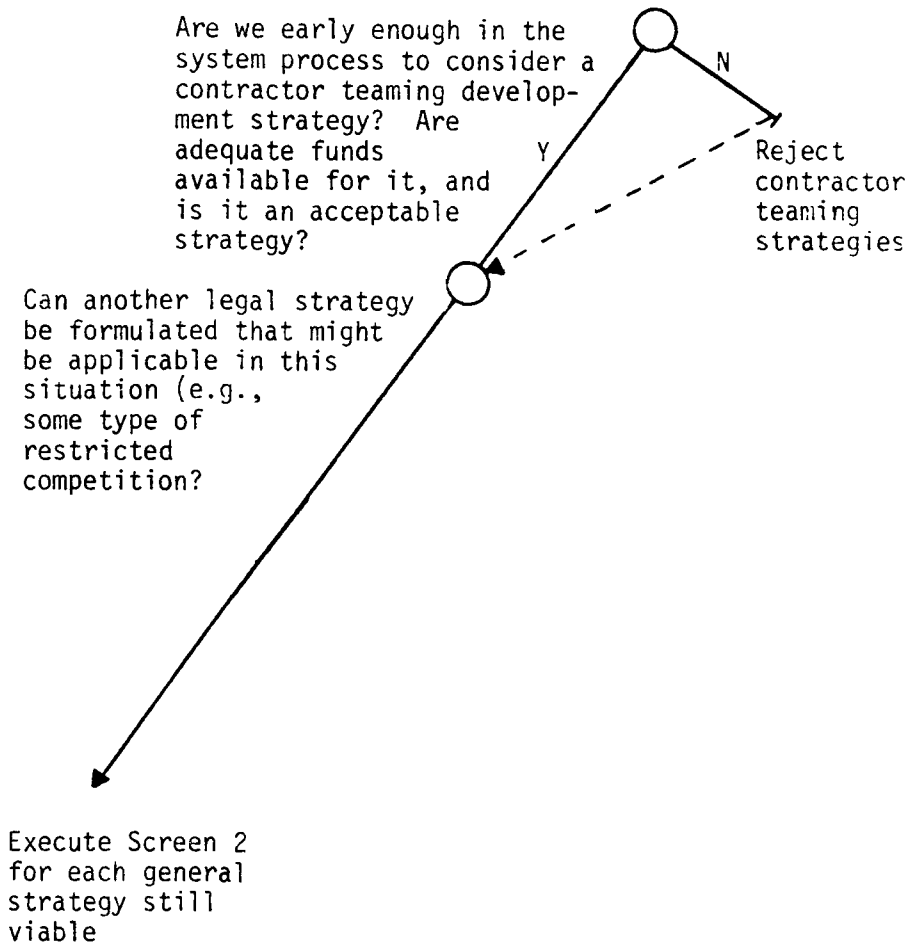 Are we early enough in the
system process to consider a
contractor teaming develop-
ment strategy? Are
adequate funds
available for it, and
is it an acceptable
strategy?
N
Y
Reject
contractor
teaming
strategies
Can another legal strategy
be formulated that might
be applicable in this
situation (e.g.,
some type of
restricted
competition?
Execute Screen 2
for each general
strategy still
viable